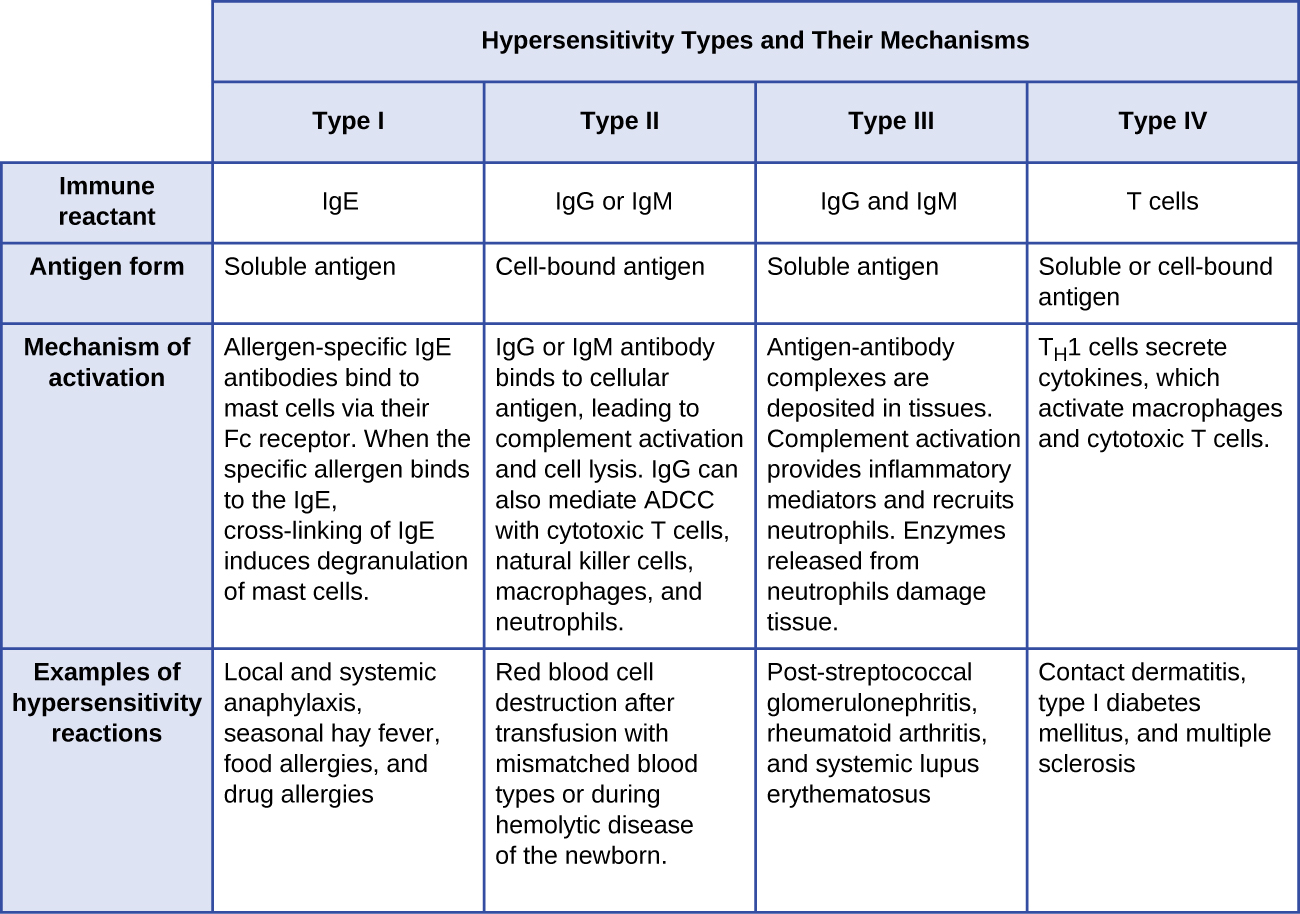 Hypersensitivity Types and Their Mechanisms
Type I
Type II
Type III
Type IV
Immune
reactant
IgE
IgG or IgM
IgG and IgM
T cells
Antigen form
Soluble antigen
Cell-bound antigen
Soluble antigen
Soluble or cell-bound
antigen
Mechanism of
activation
Allergen-specific IgE
antibodies bind to
mast cells via their
Fc receptor. When the
specific allergen binds
to the IgE,
cross-linking of IgE
induces degranulation
of mast cells.
IgG or IgM antibody
binds to cellular
antigen, leading to
complement activation
and cell lysis. IgG can
also mediate ADCC
with cytotoxic T cells,
natural killer cells,
macrophages, and
neutrophils.
Antigen-antibody
complexes are
deposited in tissues.
Complement activation
provides inflammatory
mediators and recruits
neutrophils. Enzymes
released from
neutrophils damage
tissue.
TH1 cells secrete
cytokines, which
activate macrophages
and cytotoxic T cells.
Examples of
hypersensitivity
reactions
Local and systemic
anaphylaxis,
seasonal hay fever,
food allergies, and
drug allergies
Red blood cell
destruction after
transfusion with
mismatched blood
types or during
hemolytic disease
of the newborn.
Post-streptococcal
glomerulonephritis,
rheumatoid arthritis,
and systemic lupus
erythematosus
Contact dermatitis,
type I diabetes
mellitus, and multiple
sclerosis